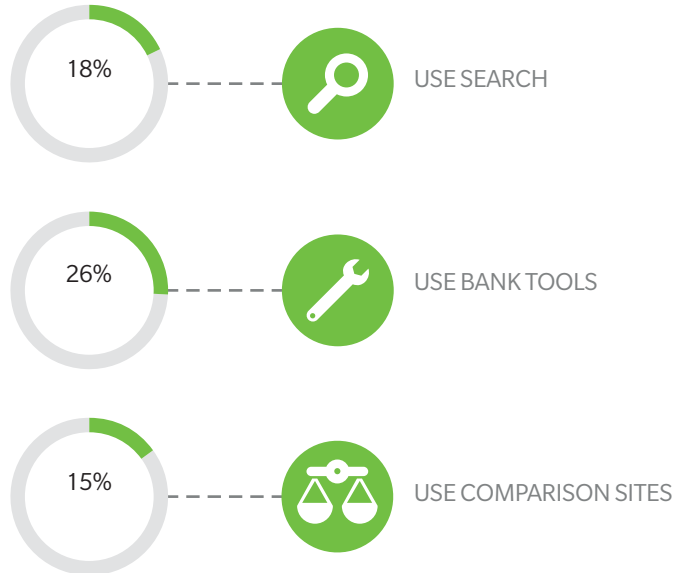 18%
USE SEARCH
26%
USE BANK TOOLS
15%
USE COMPARISON SITES